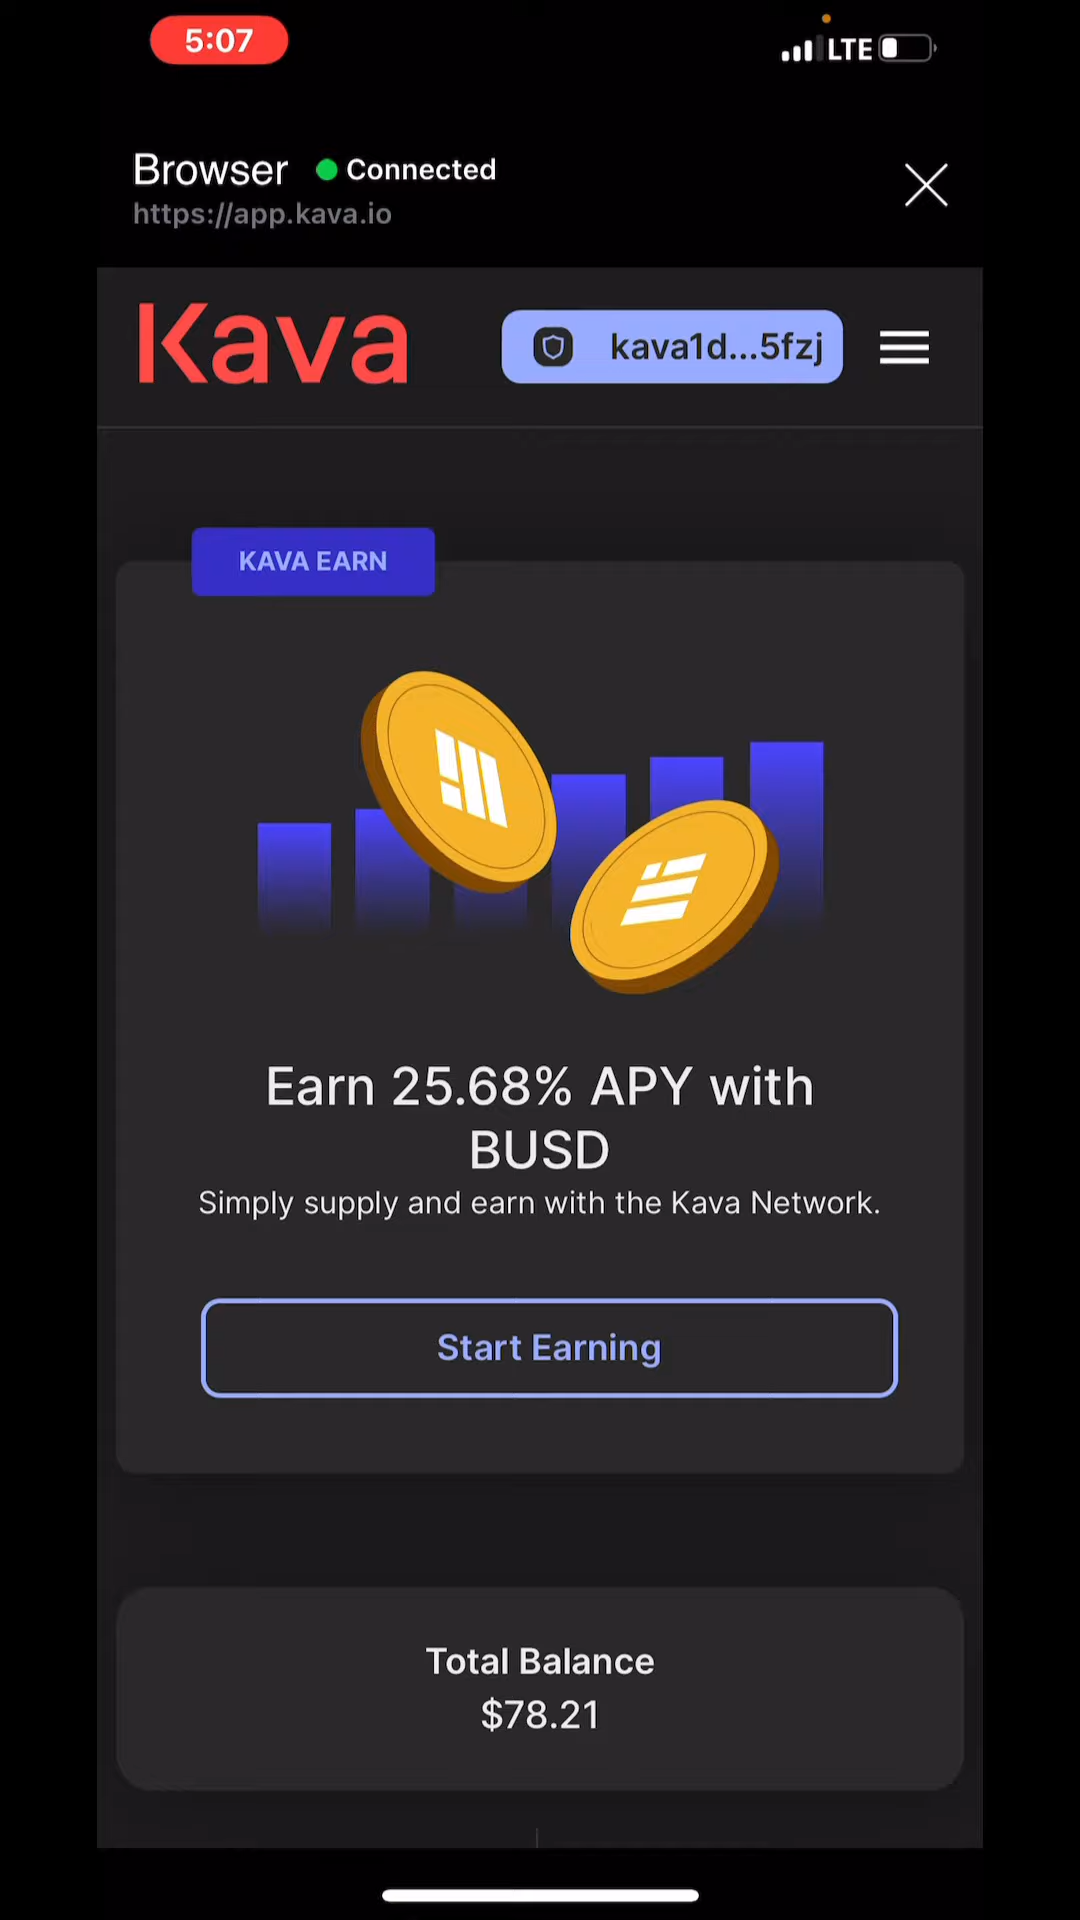 5:07
LTE
Browser
Connected
https://app.kava.io
Kava
kava1d...5fzj
KAVA EARN
Earn 25.68% APY with
BUSD
Simply supply and earn with the Kava Network.
Start Earning
Total Balance
$78.21